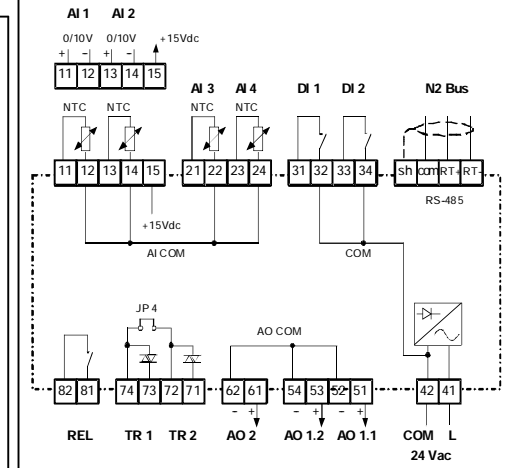 AI 1 AI 2
0/10V 0/10V +15Vdc
+ − + −
11 12 13 14 15
AI 3 AI 4 DI 1 DI 2 N2 Bus
NTC NTC NTC NTC
11 12 13 14 15 21 22 23 24 31 32 33 34 sh com RT+ RT-
RS-485
+15Vdc
AI COM COM
JP 4
AO COM
82 81 74 73 72 71 62 61 54 53 52 51 42 41
− + − + − +
REL TR 1 TR 2 AO 2 AO 1.2 AO 1.1 COM L
24 Vac